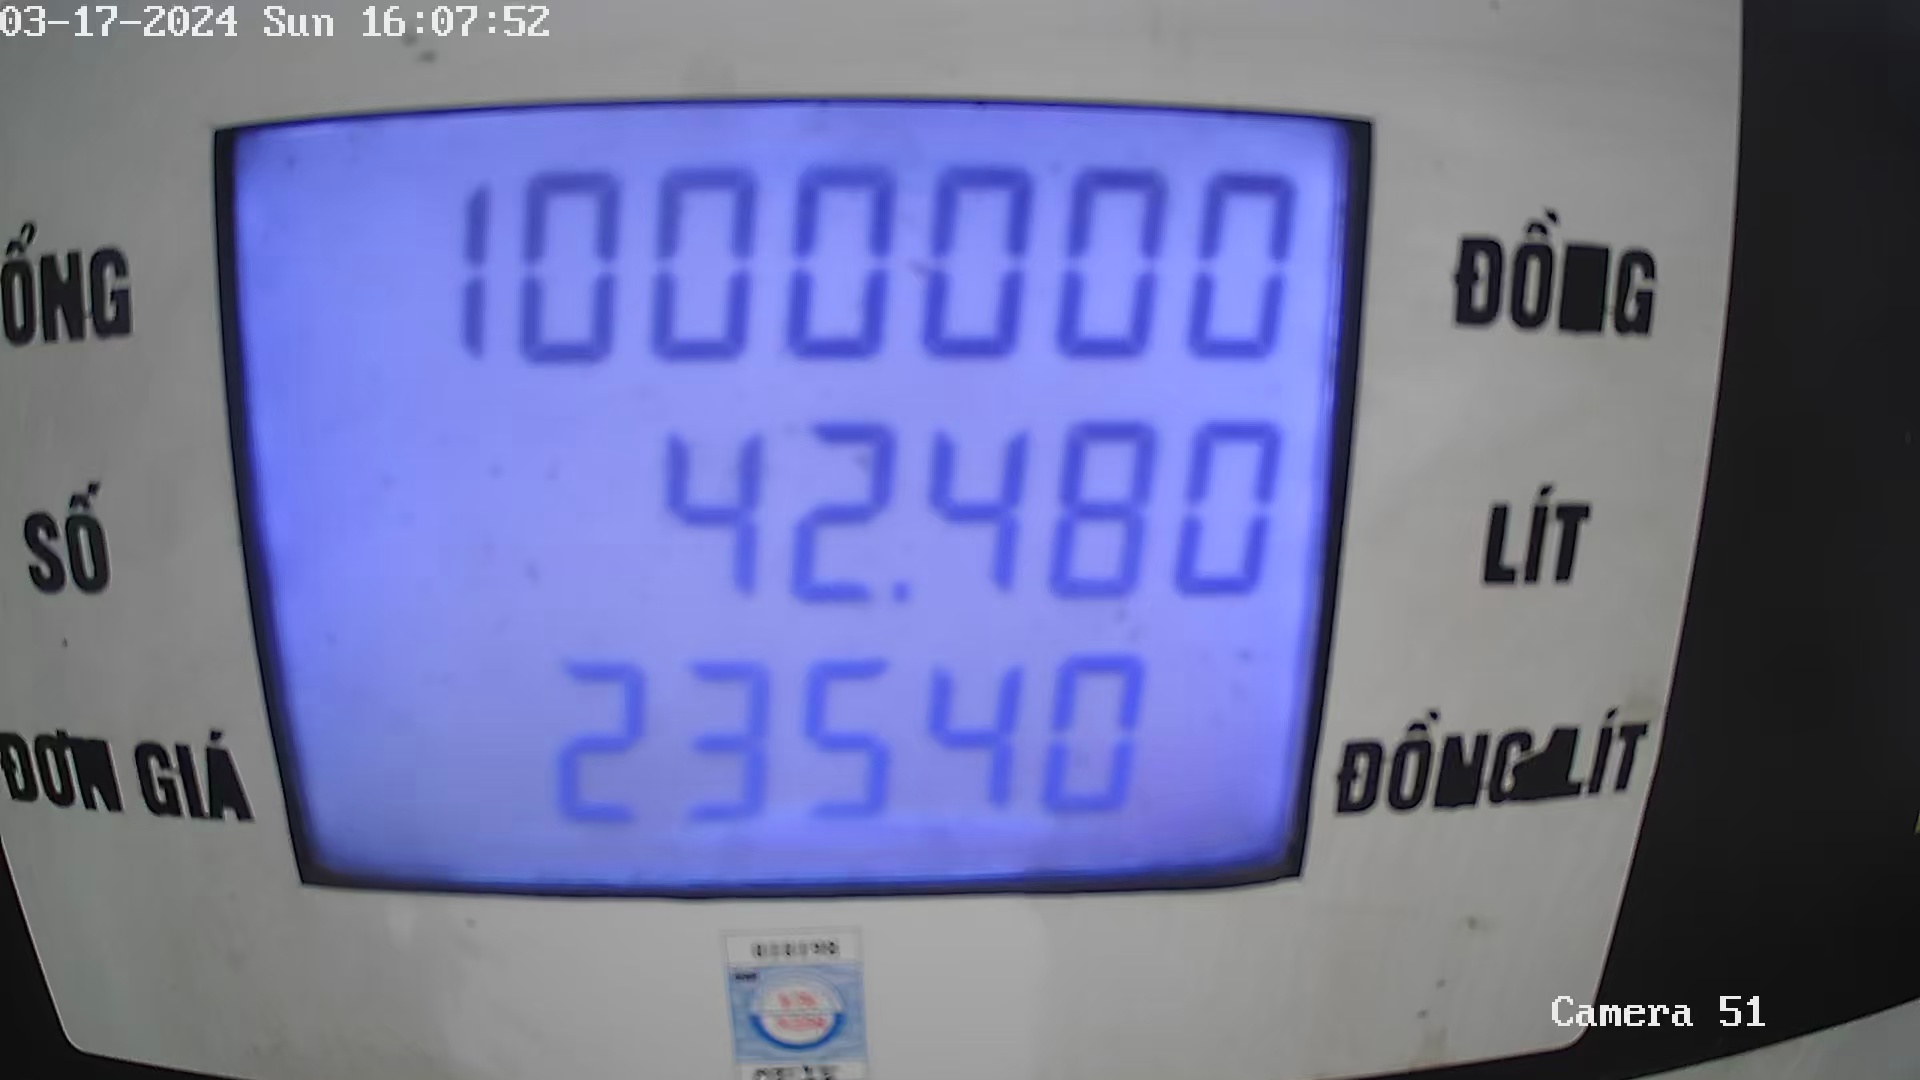 03-17-2024 Sun 16:07:52
ỔNG 1000000 ĐỒNG
SỐ 42.480 LÍT
ĐƠN GIÁ 23540 ĐỒNG/LÍT
Camera 51